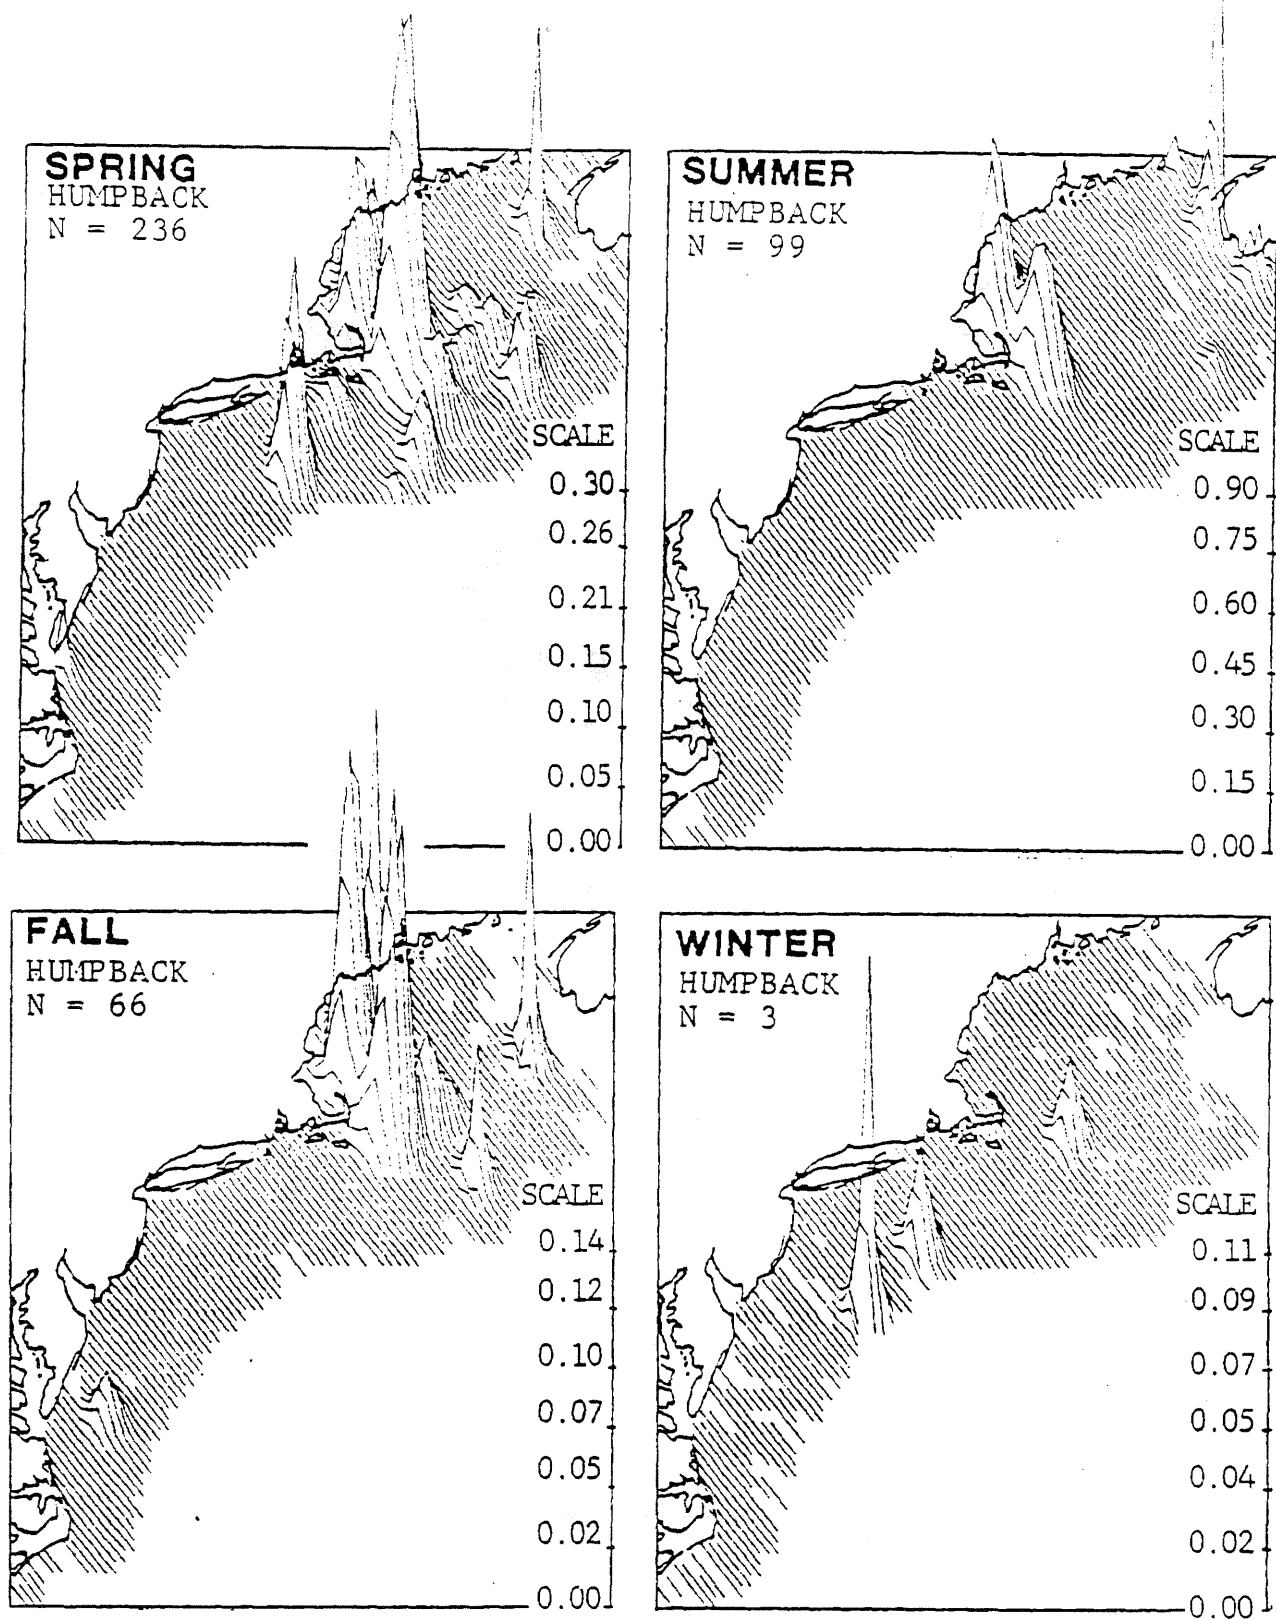 SPRING
HUMPBACK
N = 236
SCALE
0.30
0.26
0.21
0.15
0.10
0.05
0.00
SUMMER
HUMPBACK
N = 99
SCALE
0.90
0.75
0.60
0.45
0.30
0.15
0.00
FALL
HUMPBACK
N = 66
SCALE
0.14
0.12
0.10
0.07
0.05
0.02
0.00
WINTER
HUMPBACK
N = 3
SCALE
0.11
0.09
0.07
0.05
0.04
0.02
0.00